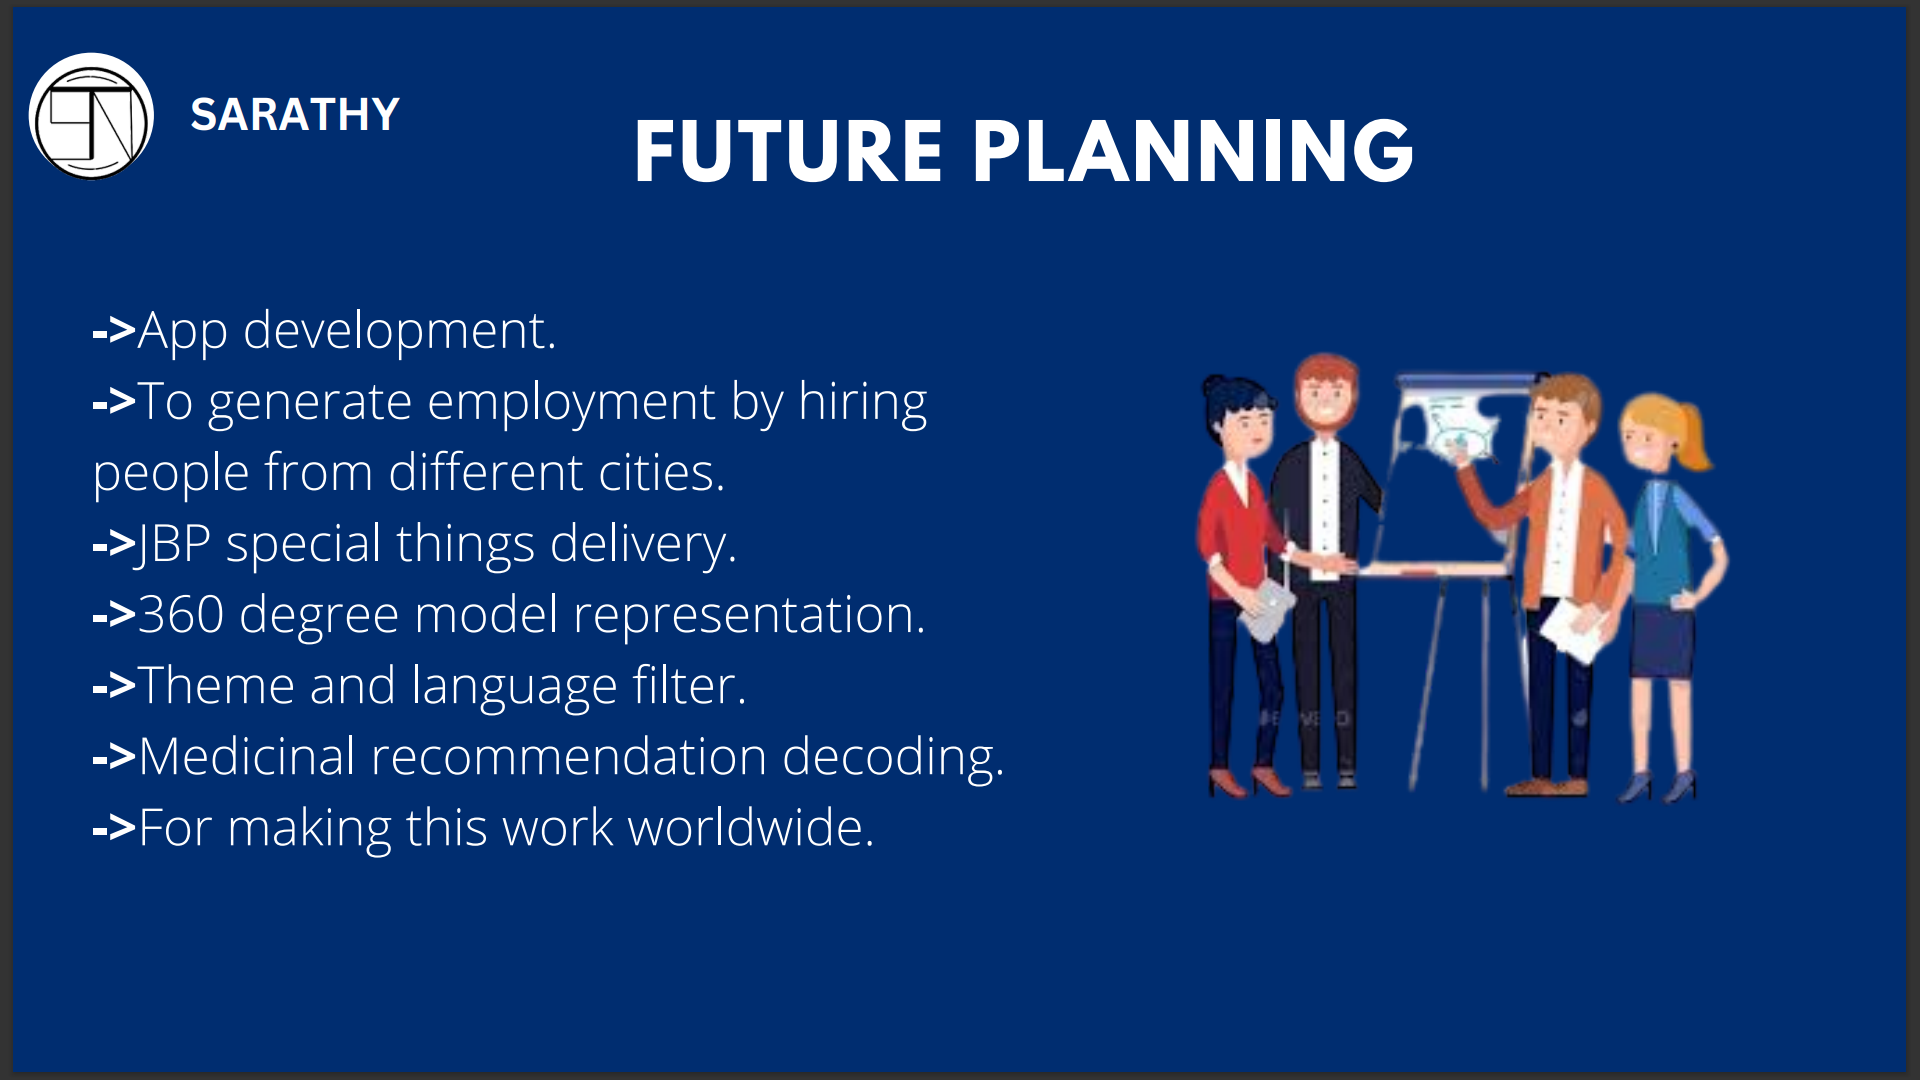 SARATHY
FUTURE PLANNING
->App development.
->To generate employment by hiring
people from different cities.
->JBP special things delivery.
->360 degree model representation.
->Theme and language filter.
->Medicinal recommendation decoding.
->For making this work worldwide.